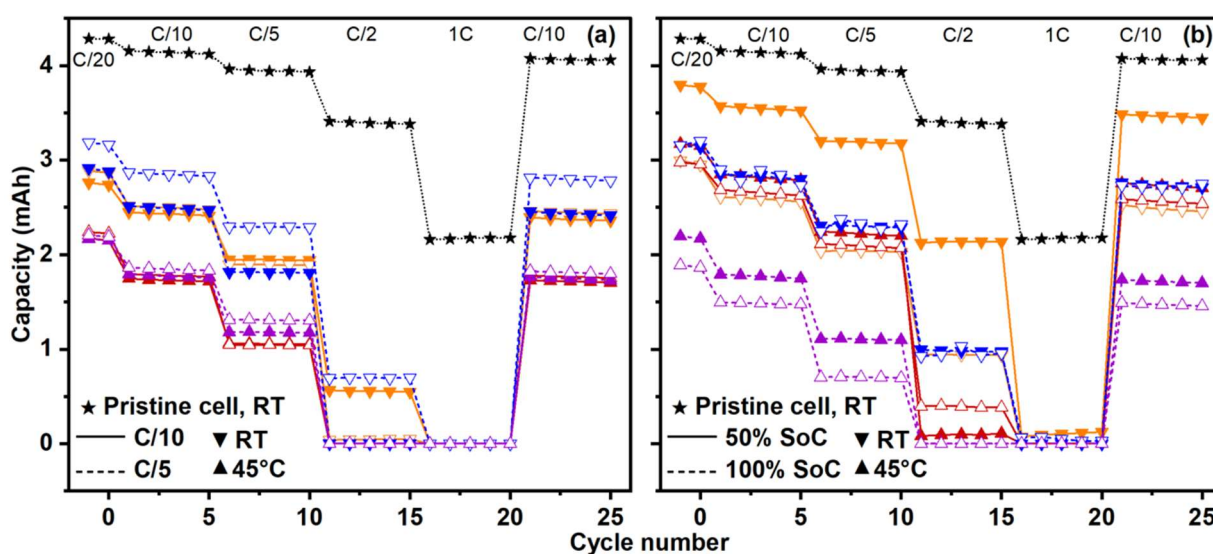 C/10 C/5 C/2 1C C/10 (a)
C/20
4
3
2
1
0
Capacity (mAh)
★ Pristine cell, RT
C/10 ▼ RT
C/5 ▲ 45°C
0 5 10 15 20 25
C/10 C/5 C/2 1C C/10 (b)
C/20
★ Pristine cell, RT
50% SoC ▼ RT
100% SoC ▲ 45°C
0 5 10 15 20 25
Cycle number